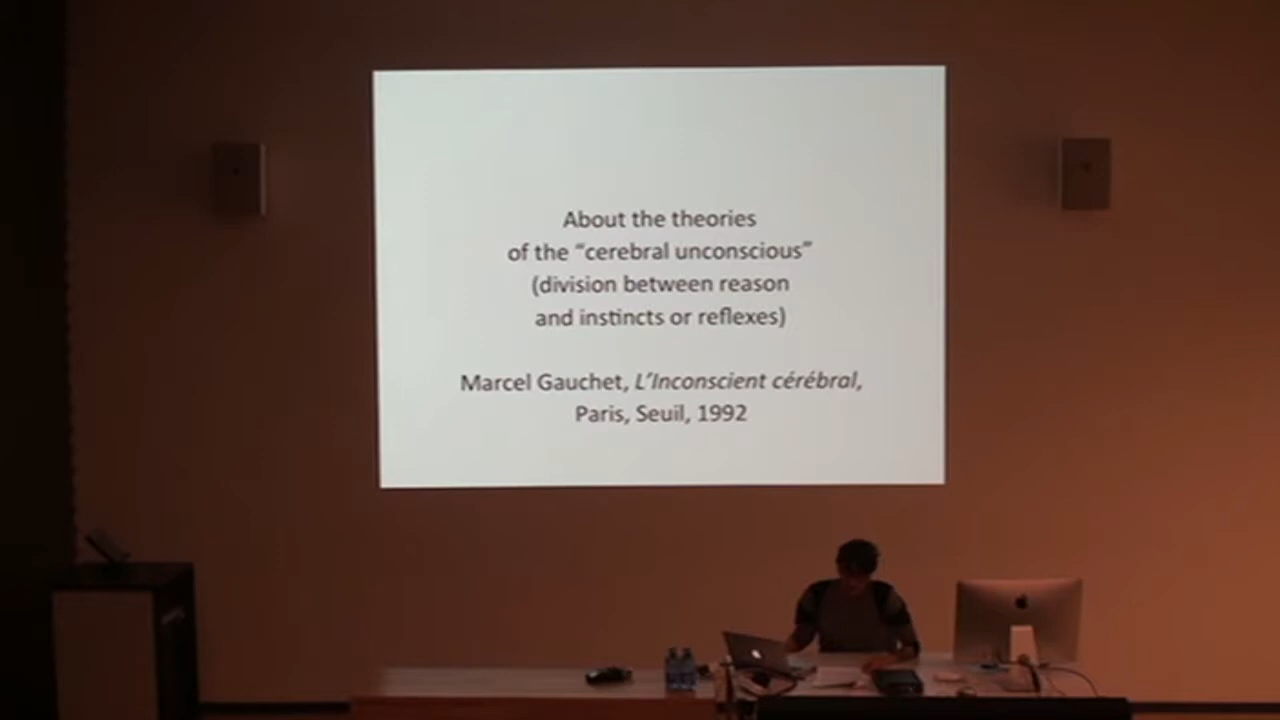 About the theories
of the “cerebral unconscious”
(division between reason
and instincts or reflexes)
Marcel Gauchet, L’Inconscient cérébral,
Paris, Seuil, 1992